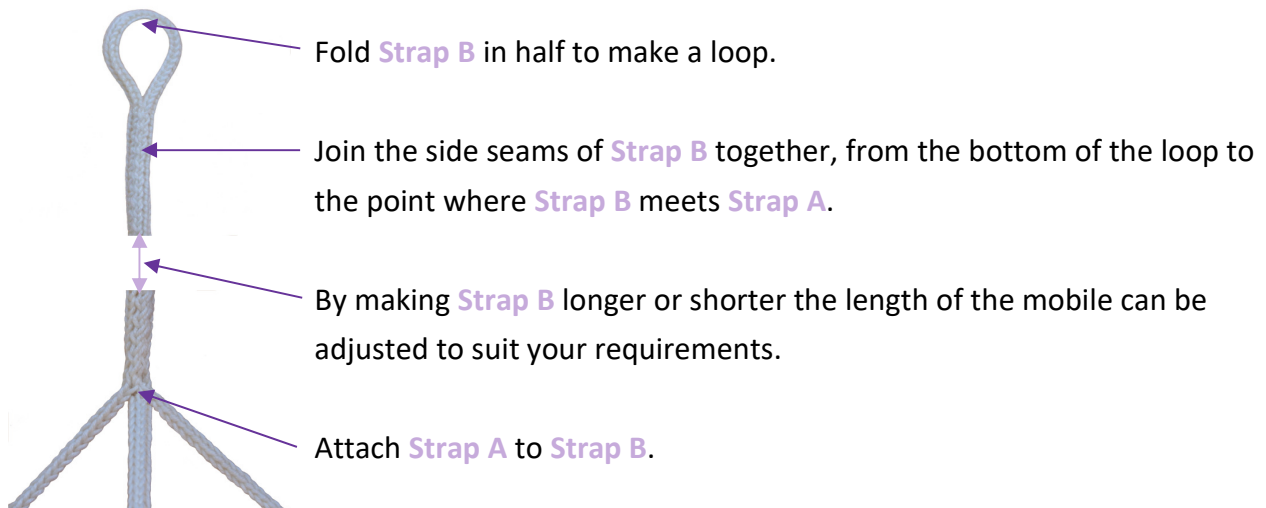 Fold Strap B in half to make a loop.
Join the side seams of Strap B together, from the bottom of the loop to
the point where Strap B meets Strap A.
By making Strap B longer or shorter the length of the mobile can be
adjusted to suit your requirements.
Attach Strap A to Strap B.